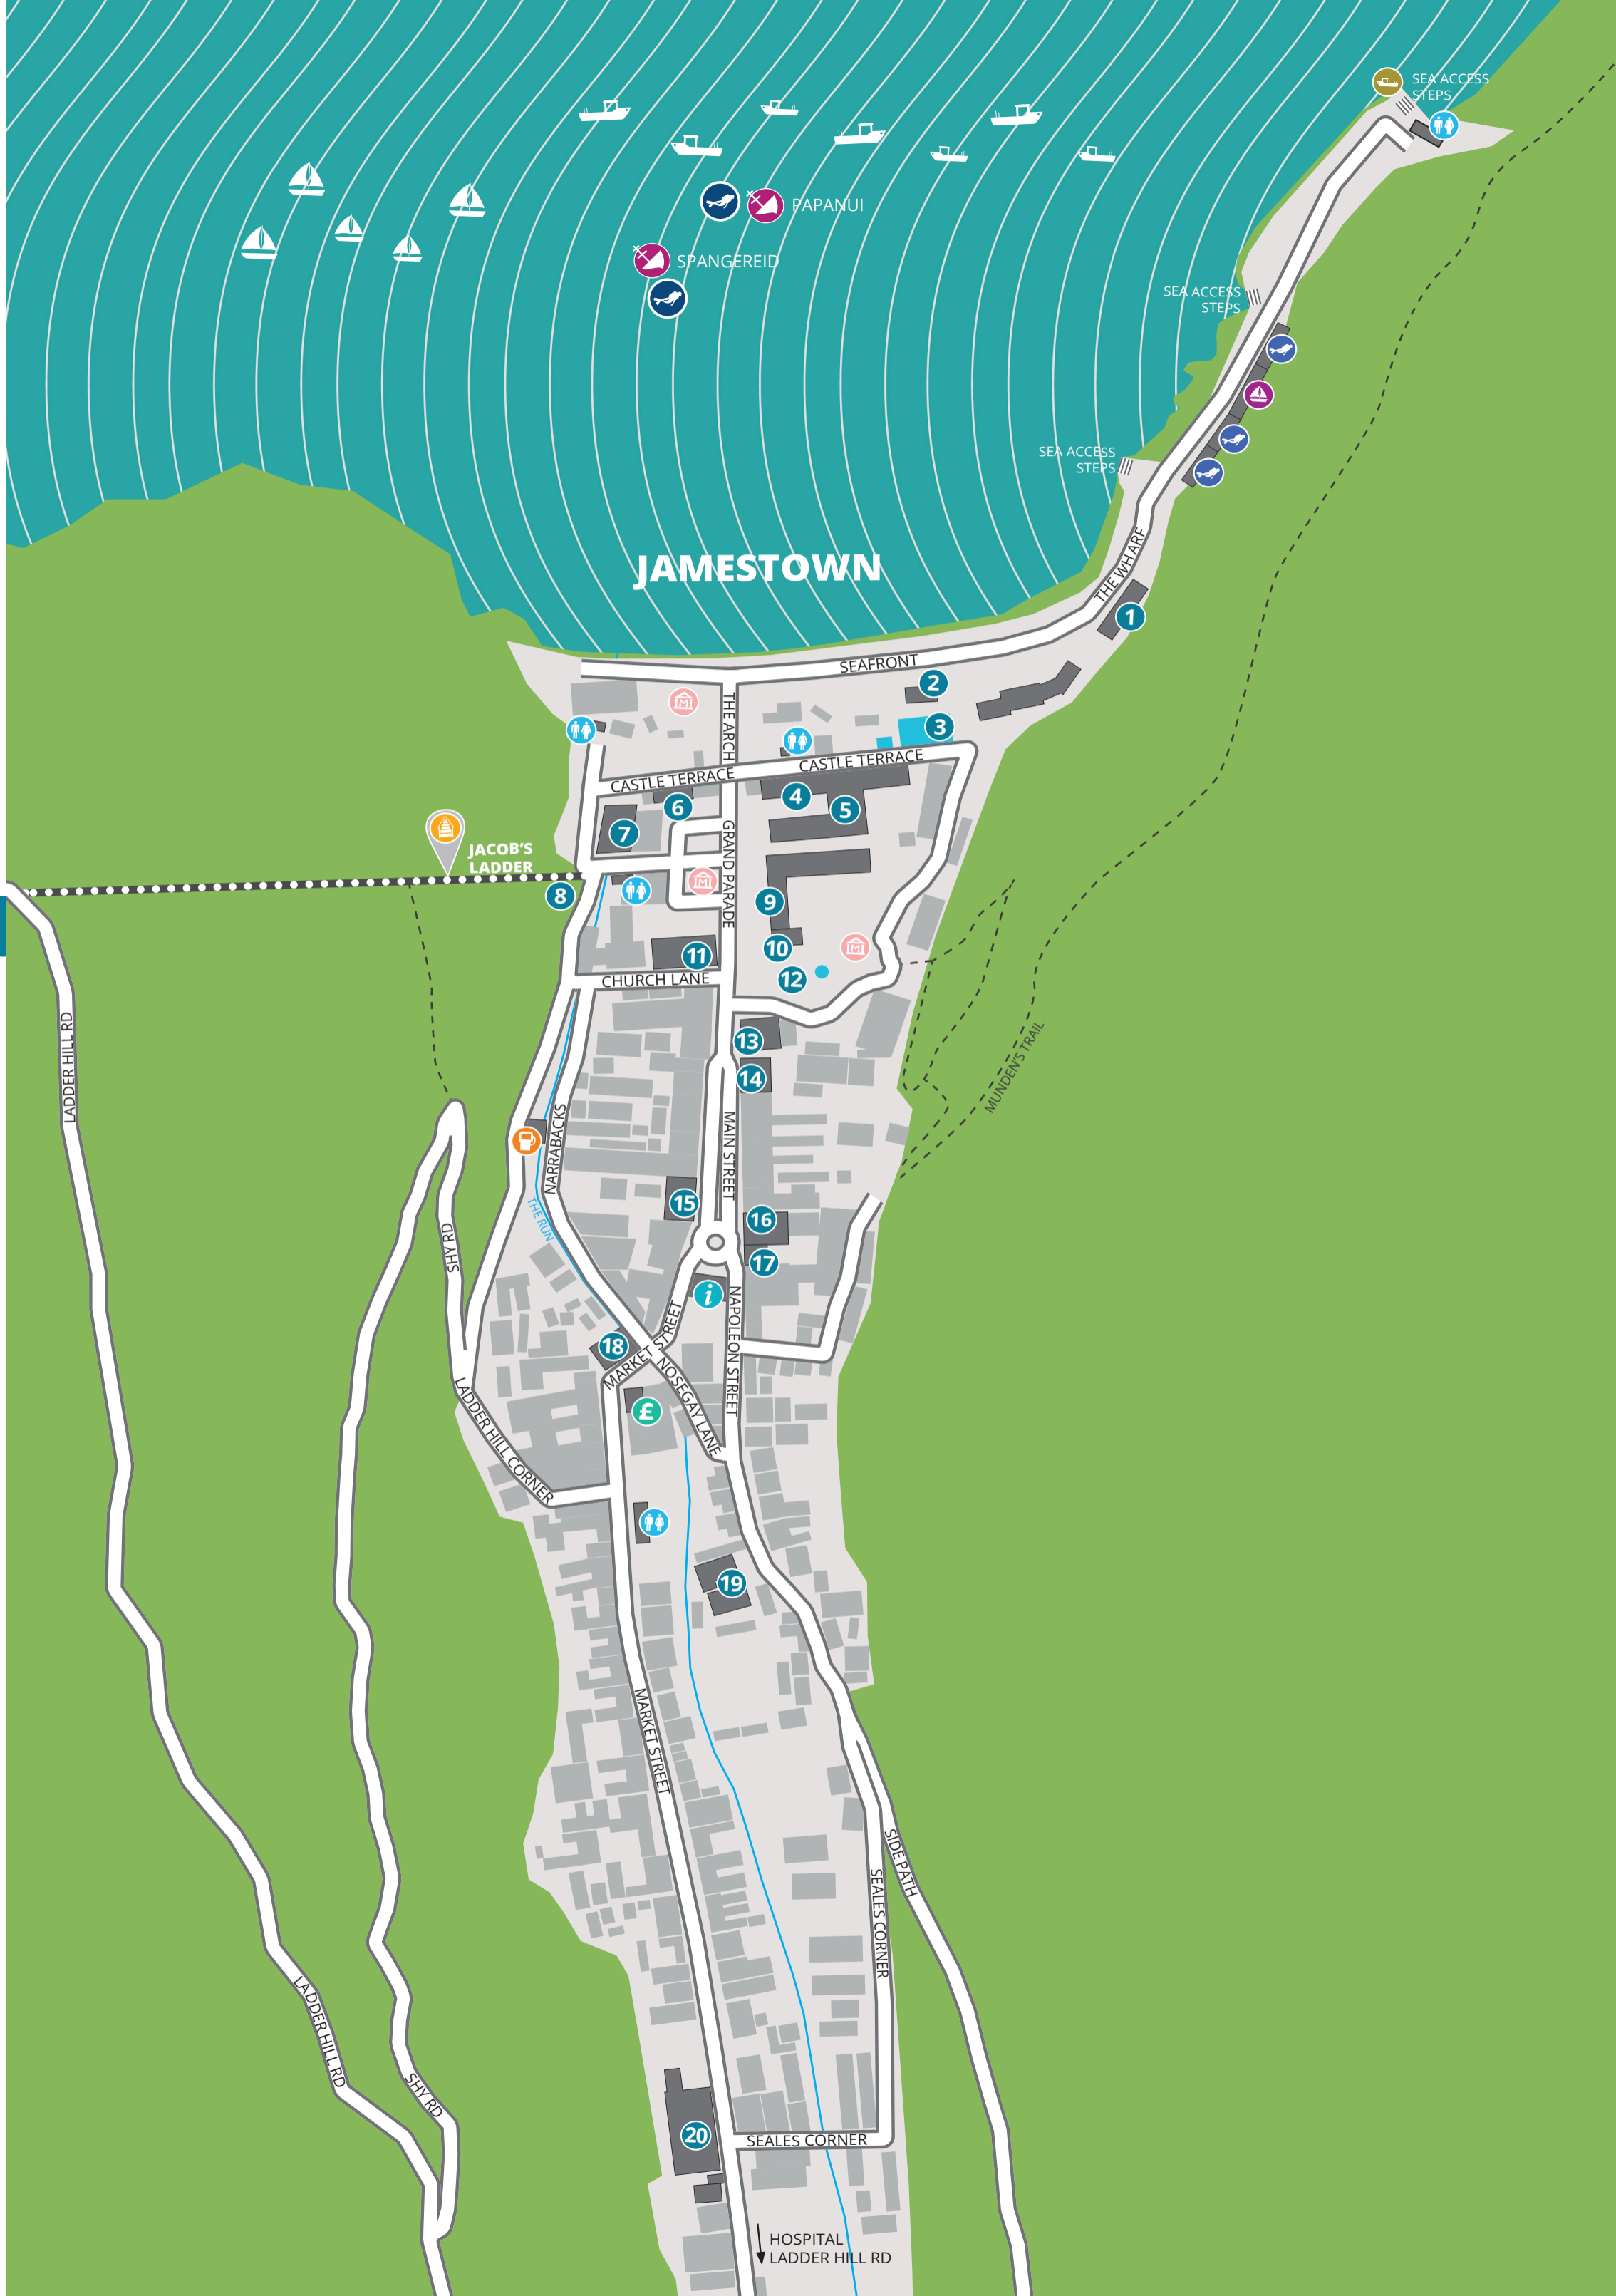 SEA ACCESS
STEPS
PAPANUI
SPANGEREID
SEA ACCESS
STEPS
SEA ACCESS
STEPS
JAMESTOWN
THE WHARF
1
SEAFRONT
2
THE ARCH
3
CASTLE TERRACE
CASTLE TERRACE
4
5
6
7
GRAND PARADE
JACOB'S
LADDER
8
9
10
11
12
CHURCH LANE
LADDER HILL RD
13
14
MUNDEN'S TRAIL
NARRABACKS
MAIN STREET
15
16
THE RUN
SHY RD
17
i
NAPOLEON STREET
MARKET STREET
18
NOSEGAY LANE
£
LADDER HILL CORNER
19
MARKET STREET
SIDE PATH
SEALES CORNER
LADDER HILL RD
SHY RD
20
SEALES CORNER
HOSPITAL
LADDER HILL RD